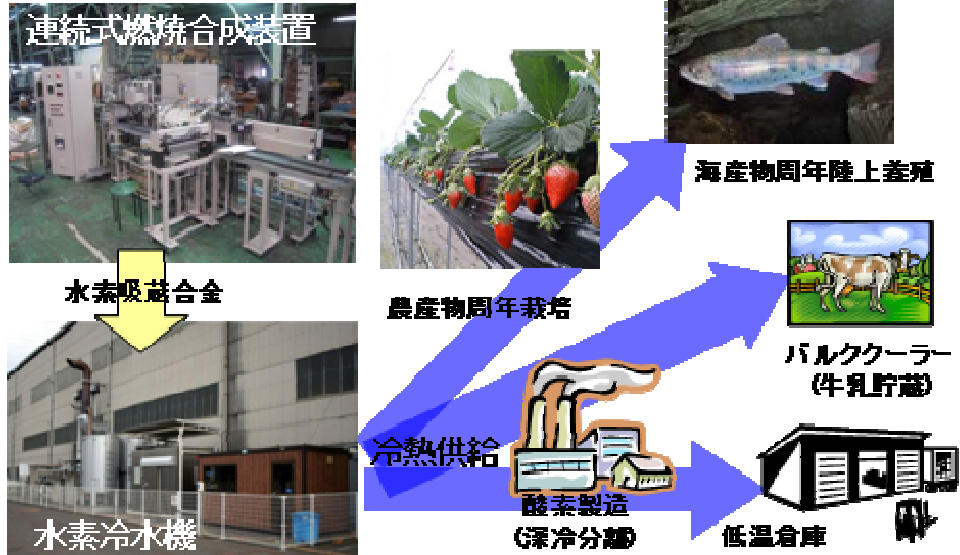 連続式燃焼合成装置
海産物周年陸上養殖
水素吸蔵合金
農産物周年栽培
バルククーラー
(牛乳貯蔵)
冷熱供給
酸素製造
(深冷分離)
水素冷水機
低温倉庫